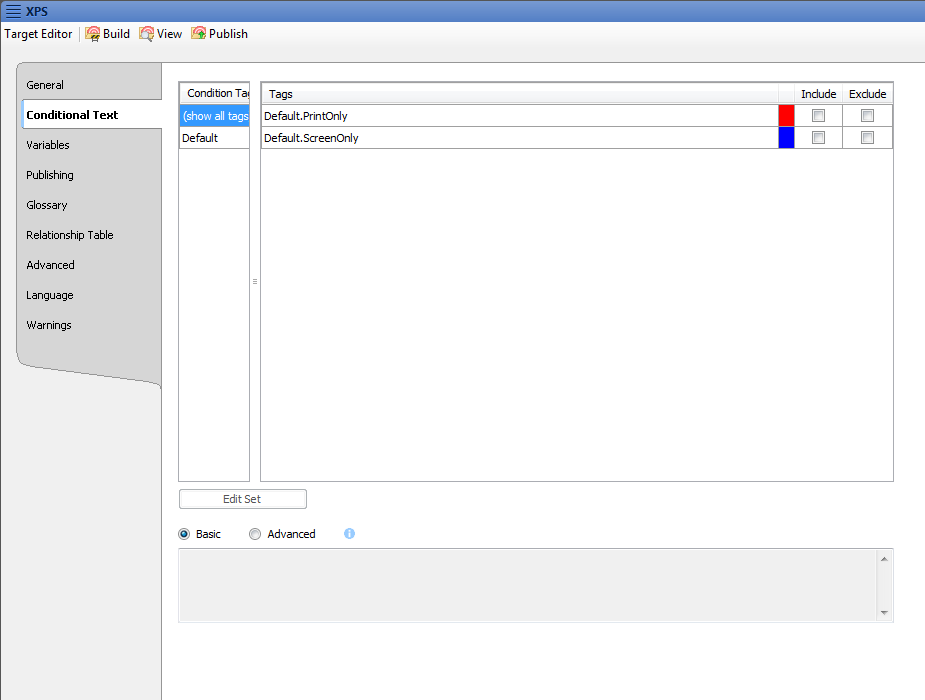 XPS
Target Editor Build View Publish
General
Conditional Text
Variables
Publishing
Glossary
Relationship Table
Advanced
Language
Warnings
Condition Tag
(show all tags
Default
Tags Include Exclude
Default.PrintOnly
Default.ScreenOnly
Edit Set
Basic Advanced